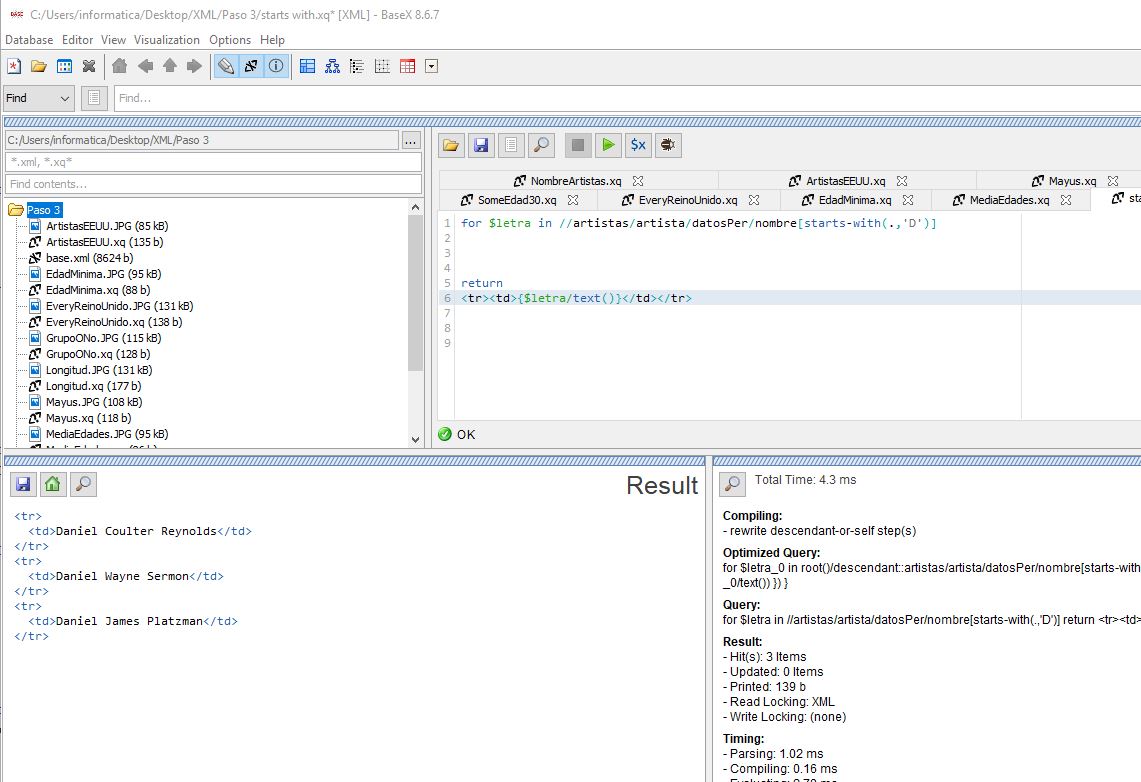 C:/Users/informatica/Desktop/XML/Paso 3/starts with.xq* [XML] - BaseX 8.6.7
Database Editor View Visualization Options Help
Find
Find...
C:/Users/informatica/Desktop/XML/Paso 3
...
*.xml, *.xq*
Find contents...
Paso 3
ArtistasEEUU.JPG (85 kB)
ArtistasEEUU.xq (135 b)
base.xml (8624 b)
EdadMinima.JPG (95 kB)
EdadMinima.xq (88 b)
EveryReinoUnido.JPG (131 kB)
EveryReinoUnido.xq (138 b)
GrupoONo.JPG (115 kB)
GrupoONo.xq (128 b)
Longitud.JPG (131 kB)
Longitud.xq (177 b)
Mayus.JPG (108 kB)
Mayus.xq (118 b)
MediaEdades.JPG (95 kB)
$x
NombreArtistas.xq
ArtistasEEUU.xq
Mayus.xq
SomeEdad30.xq
EveryReinoUnido.xq
EdadMinima.xq
MediaEdades.xq
sta
1 for $letra in //artistas/artista/datosPer/nombre[starts-with(.,'D')]
2
3
4
5 return
6 <tr><td>{$letra/text()}</td></tr>
7
8
9
OK
Result
<tr>
<td>Daniel Coulter Reynolds</td>
</tr>
<tr>
<td>Daniel Wayne Sermon</td>
</tr>
<tr>
<td>Daniel James Platzman</td>
</tr>
Total Time: 4.3 ms
Compiling:
- rewrite descendant-or-self step(s)
Optimized Query:
for $letra_0 in root()/descendant::artistas/artista/datosPer/nombre[starts-with
_0/text()) }) }
Query:
for $letra in //artistas/artista/datosPer/nombre[starts-with(.,'D')] return <tr><td>
Result:
- Hit(s): 3 Items
- Updated: 0 Items
- Printed: 139 b
- Read Locking: XML
- Write Locking: (none)
Timing:
- Parsing: 1.02 ms
- Compiling: 0.16 ms